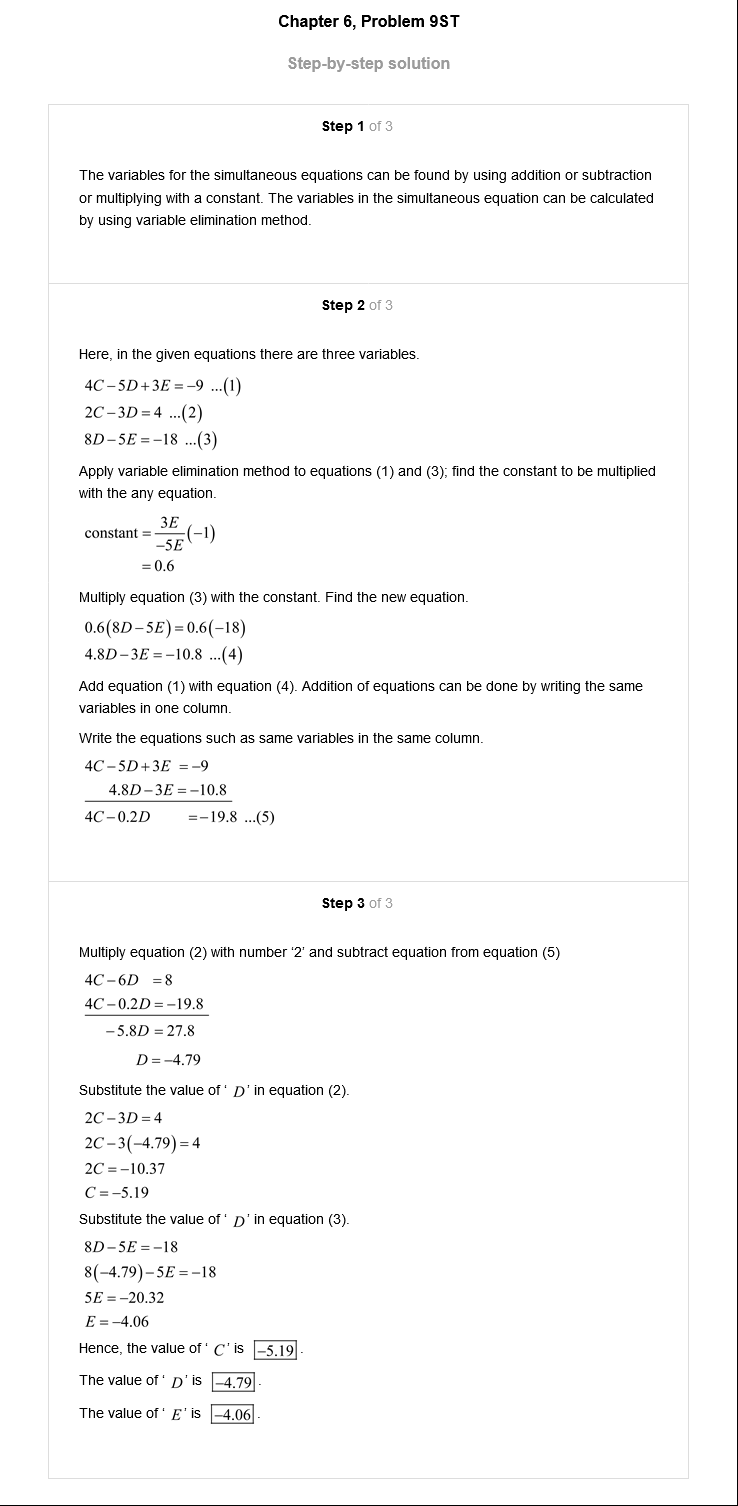 Chapter 6, Problem 9ST
Step-by-step solution
Step 1 of 3
The variables for the simultaneous equations can be found by using addition or subtraction
or multiplying with a constant. The variables in the simultaneous equation can be calculated
by using variable elimination method.
Step 2 of 3
Here, in the given equations there are three variables.
4C−5D+3E=−9 ...(1)
2C−3D=4 ...(2)
8D−5E=−18 ...(3)
Apply variable elimination method to equations (1) and (3); find the constant to be multiplied
with the any equation.
constant = 3E/−5E (−1)
= 0.6
Multiply equation (3) with the constant. Find the new equation.
0.6(8D−5E)=0.6(−18)
4.8D−3E=−10.8 ...(4)
Add equation (1) with equation (4). Addition of equations can be done by writing the same
variables in one column.
Write the equations such as same variables in the same column.
4C−5D+3E =−9
4.8D−3E=−10.8
4C−0.2D =−19.8 ...(5)
Step 3 of 3
Multiply equation (2) with number ‘2’ and subtract equation from equation (5)
4C−6D =8
4C−0.2D=−19.8
−5.8D=27.8
D=−4.79
Substitute the value of ‘ D’ in equation (2).
2C−3D=4
2C−3(−4.79)=4
2C=−10.37
C=−5.19
Substitute the value of ‘ D’ in equation (3).
8D−5E=−18
8(−4.79)−5E=−18
5E=−20.32
E=−4.06
Hence, the value of ‘ C’ is −5.19.
The value of ‘ D’ is −4.79.
The value of ‘ E’ is −4.06.